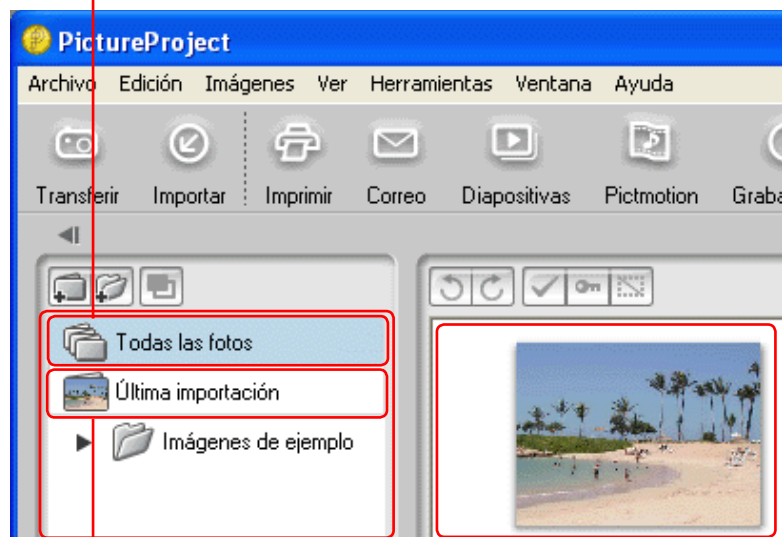 PictureProject
Archivo Edición Imágenes Ver Herramientas Ventana Ayuda
Transferir Importar Imprimir Correo Diapositivas Pictmotion
Todas las fotos
Última importación
Imágenes de ejemplo